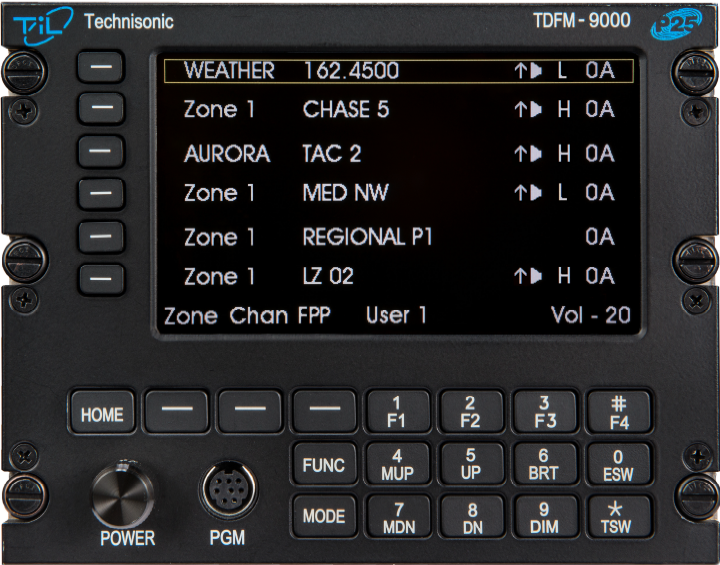 TiL Technisonic TDFM - 9000 P25
WEATHER 162.4500 ↑ L 0A
Zone 1 CHASE 5 ↑ H 0A
AURORA TAC 2 ↑ H 0A
Zone 1 MED NW ↑ L 0A
Zone 1 REGIONAL P1 0A
Zone 1 LZ 02 ↑ H 0A
Zone Chan FPP User 1 Vol - 20
HOME 1 2 3 #
F1 F2 F3 F4
FUNC 4 5 6 0
MUP UP BRT ESW
MODE 7 8 9 *
MDN DN DIM TSW
POWER PGM